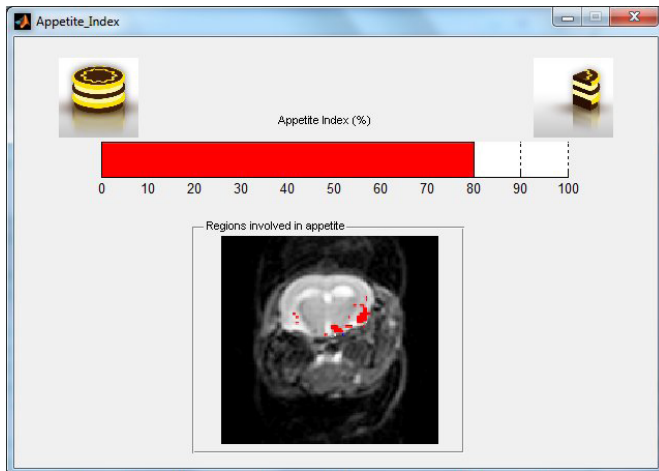 Appetite_Index
Appetite Index (%)
0 10 20 30 40 50 60 70 80 90 100
Regions involved in appetite